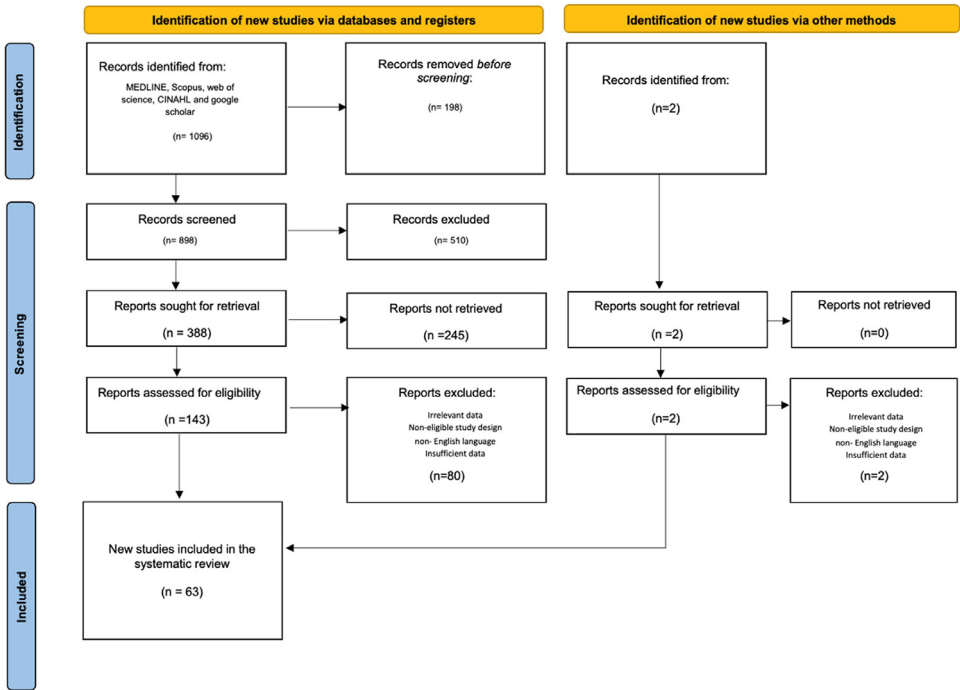 Identification of new studies via databases and registers
Identification of new studies via other methods
Identification
Records identified from:
MEDLINE, Scopus, web of
science, CINAHL and google
scholar
(n= 1096)
Records removed before
screening:
(n= 198)
Records identified from:
(n=2)
Screening
Records screened
(n= 898)
Records excluded
(n= 510)
Reports sought for retrieval
(n = 388)
Reports not retrieved
(n =245)
Reports sought for retrieval
(n =2)
Reports not retrieved
(n=0)
Reports assessed for eligibility
(n =143)
Reports excluded:
Irrelevant data
Non-eligible study design
non- English language
Insufficient data
(n=80)
Reports assessed for eligibility
(n=2)
Reports excluded:
Irrelevant data
Non-eligible study design
non- English language
Insufficient data
(n=2)
Included
New studies included in the
systematic review
(n = 63)